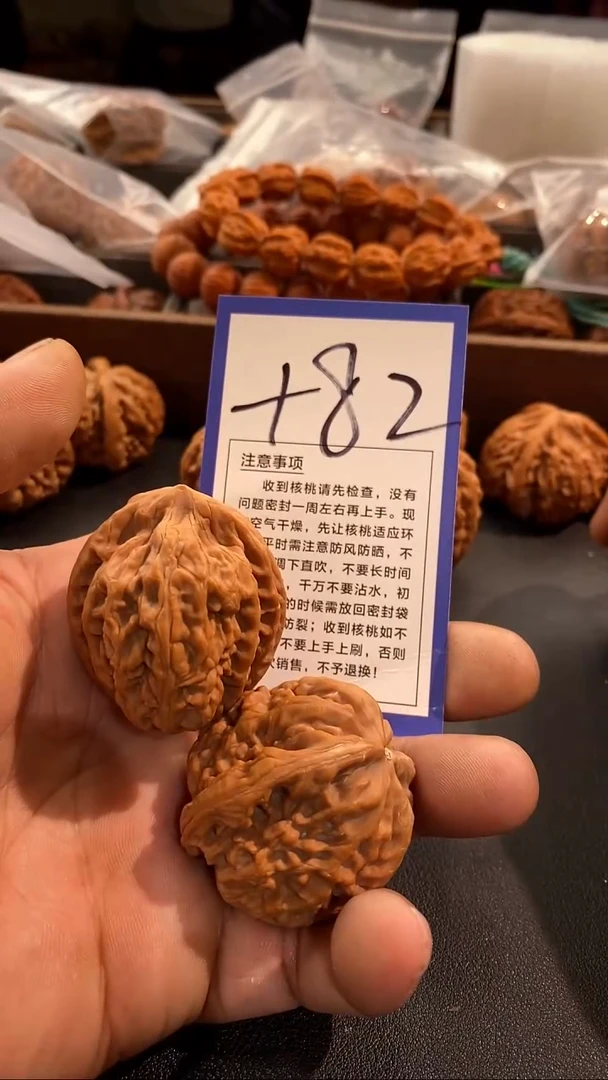 +82
注意事项
收到核桃请先检查，没有
问题密封一周左右再上手。现
空气干燥，先让核桃适应环
平时需注意防风防晒，不
调下直吹，不要长时间
，千万不要沾水，初
的时候需放回密封袋
防裂；收到核桃如不
不要上手上刷，否则
次销售，不予退换！